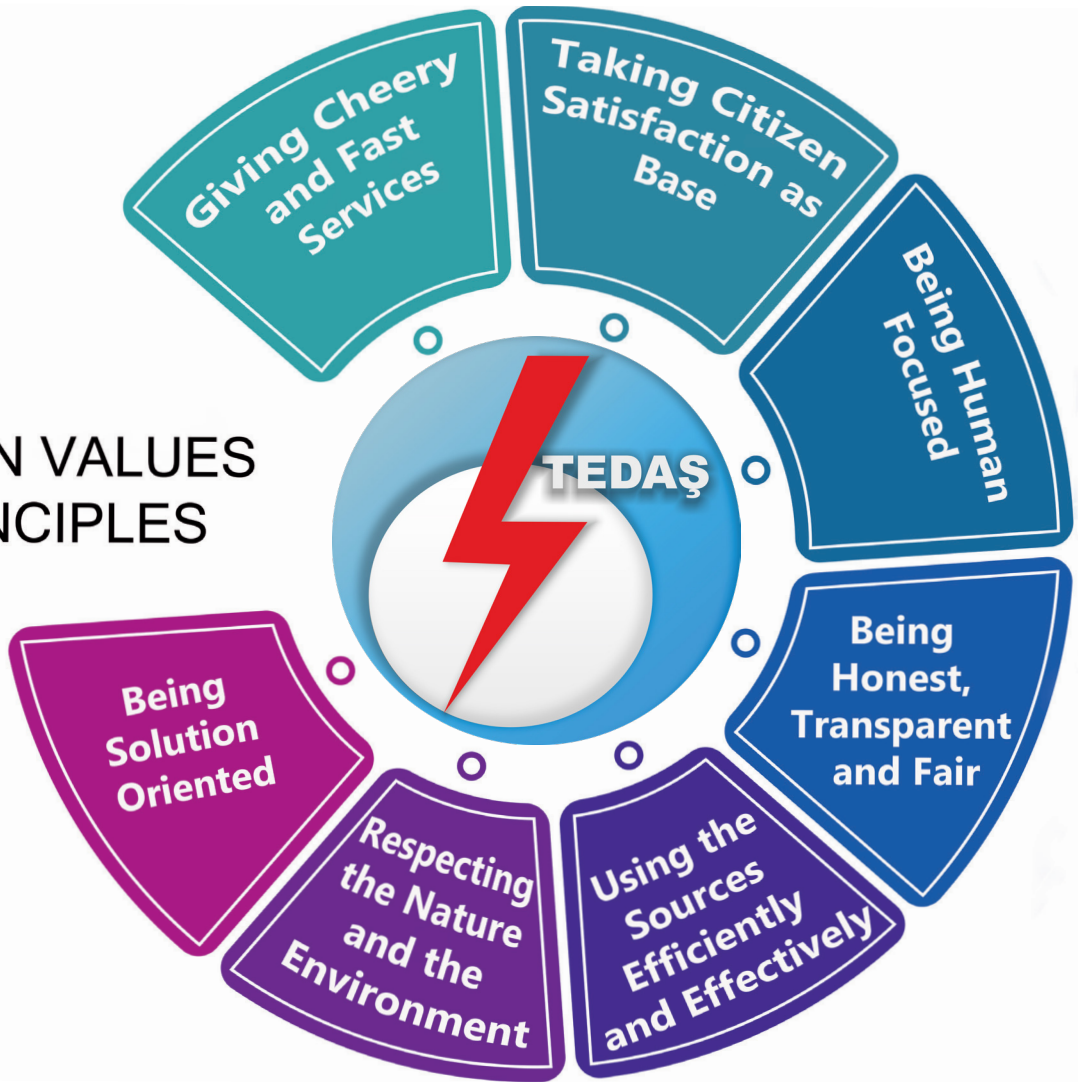 Giving Cheery
and Fast
Services
Taking Citizen
Satisfaction as
Base
Being Human
Focused
Being
Honest,
Transparent
and Fair
Using the
Sources
Efficiently
and Effectively
Respecting
the Nature
and the
Environment
Being
Solution
Oriented
VALUES
TEDAŞ